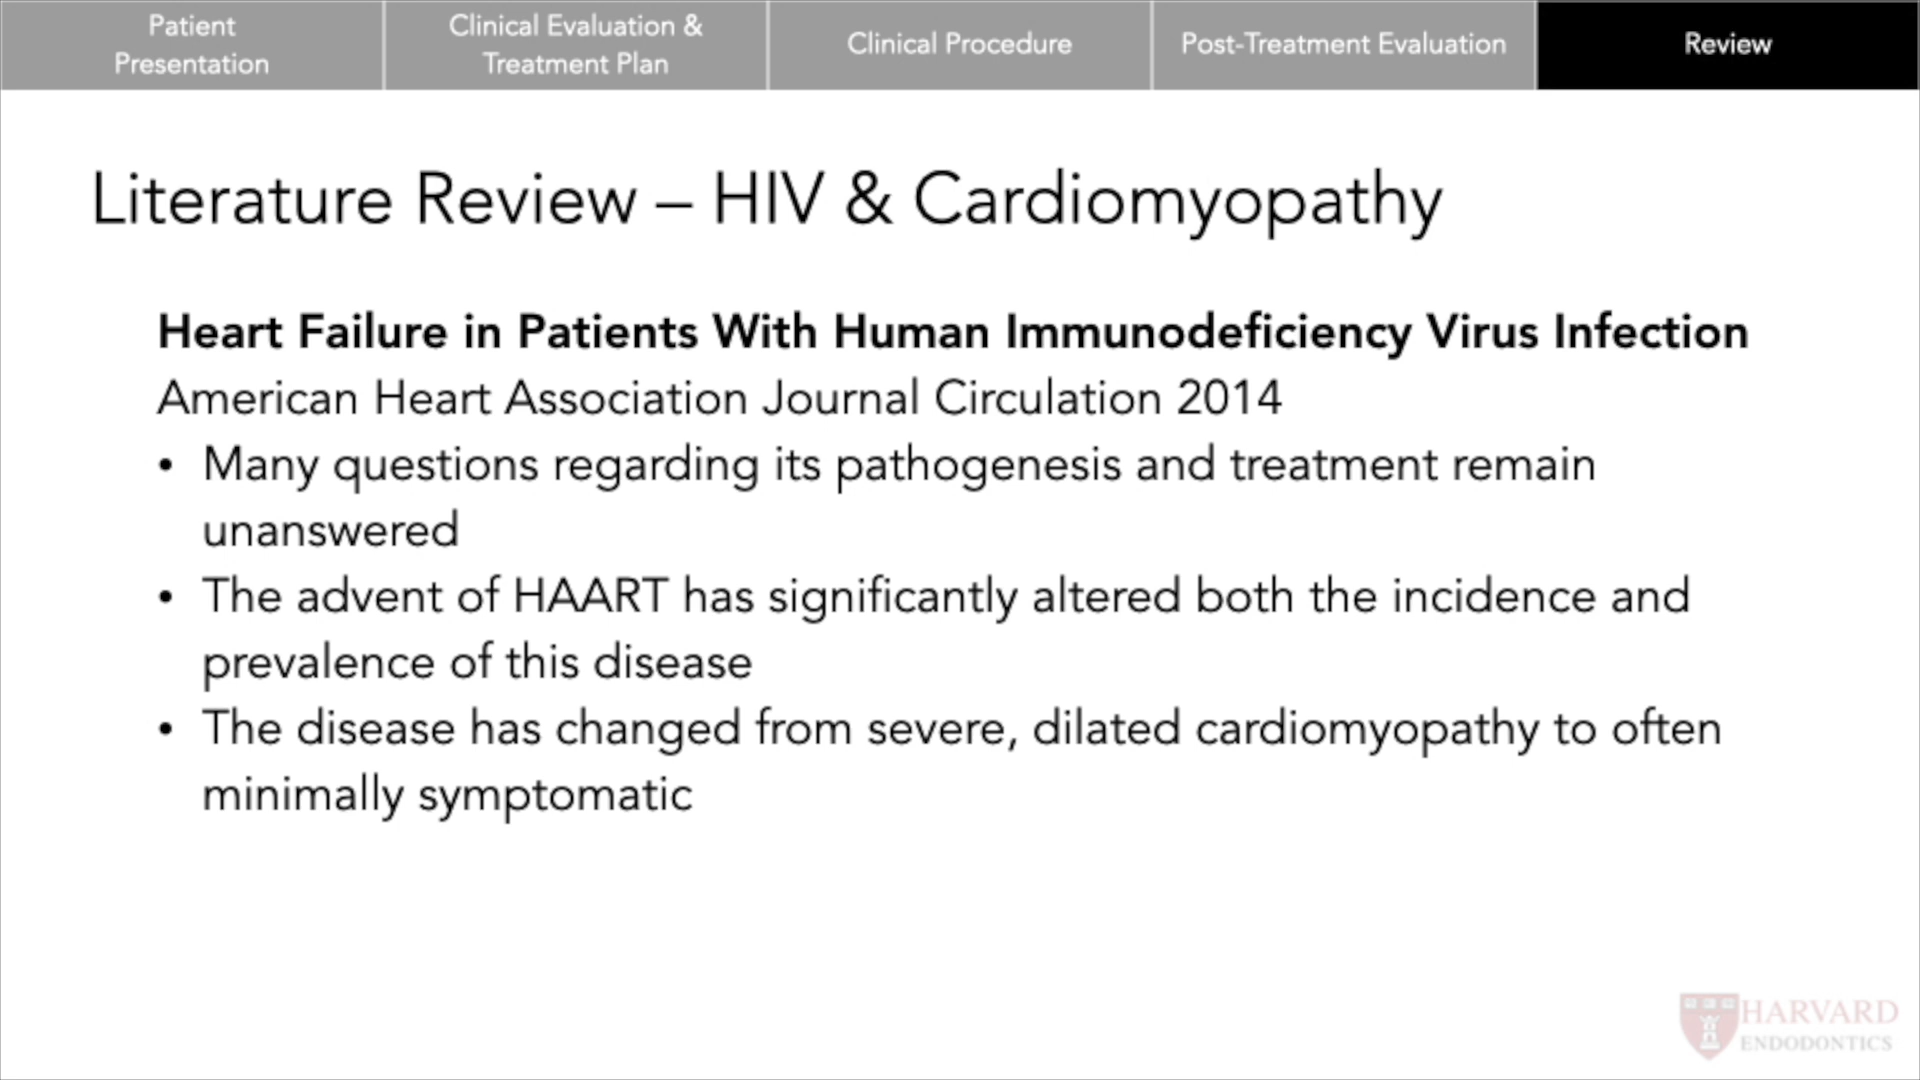 Patient
Presentation
Clinical Evaluation &
Treatment Plan
Clinical Procedure
Post-Treatment Evaluation
Review
Literature Review – HIV & Cardiomyopathy
Heart Failure in Patients With Human Immunodeficiency Virus Infection
American Heart Association Journal Circulation 2014
• Many questions regarding its pathogenesis and treatment remain
unanswered
• The advent of HAART has significantly altered both the incidence and
prevalence of this disease
• The disease has changed from severe, dilated cardiomyopathy to often
minimally symptomatic
HARVARD
ENDODONTICS